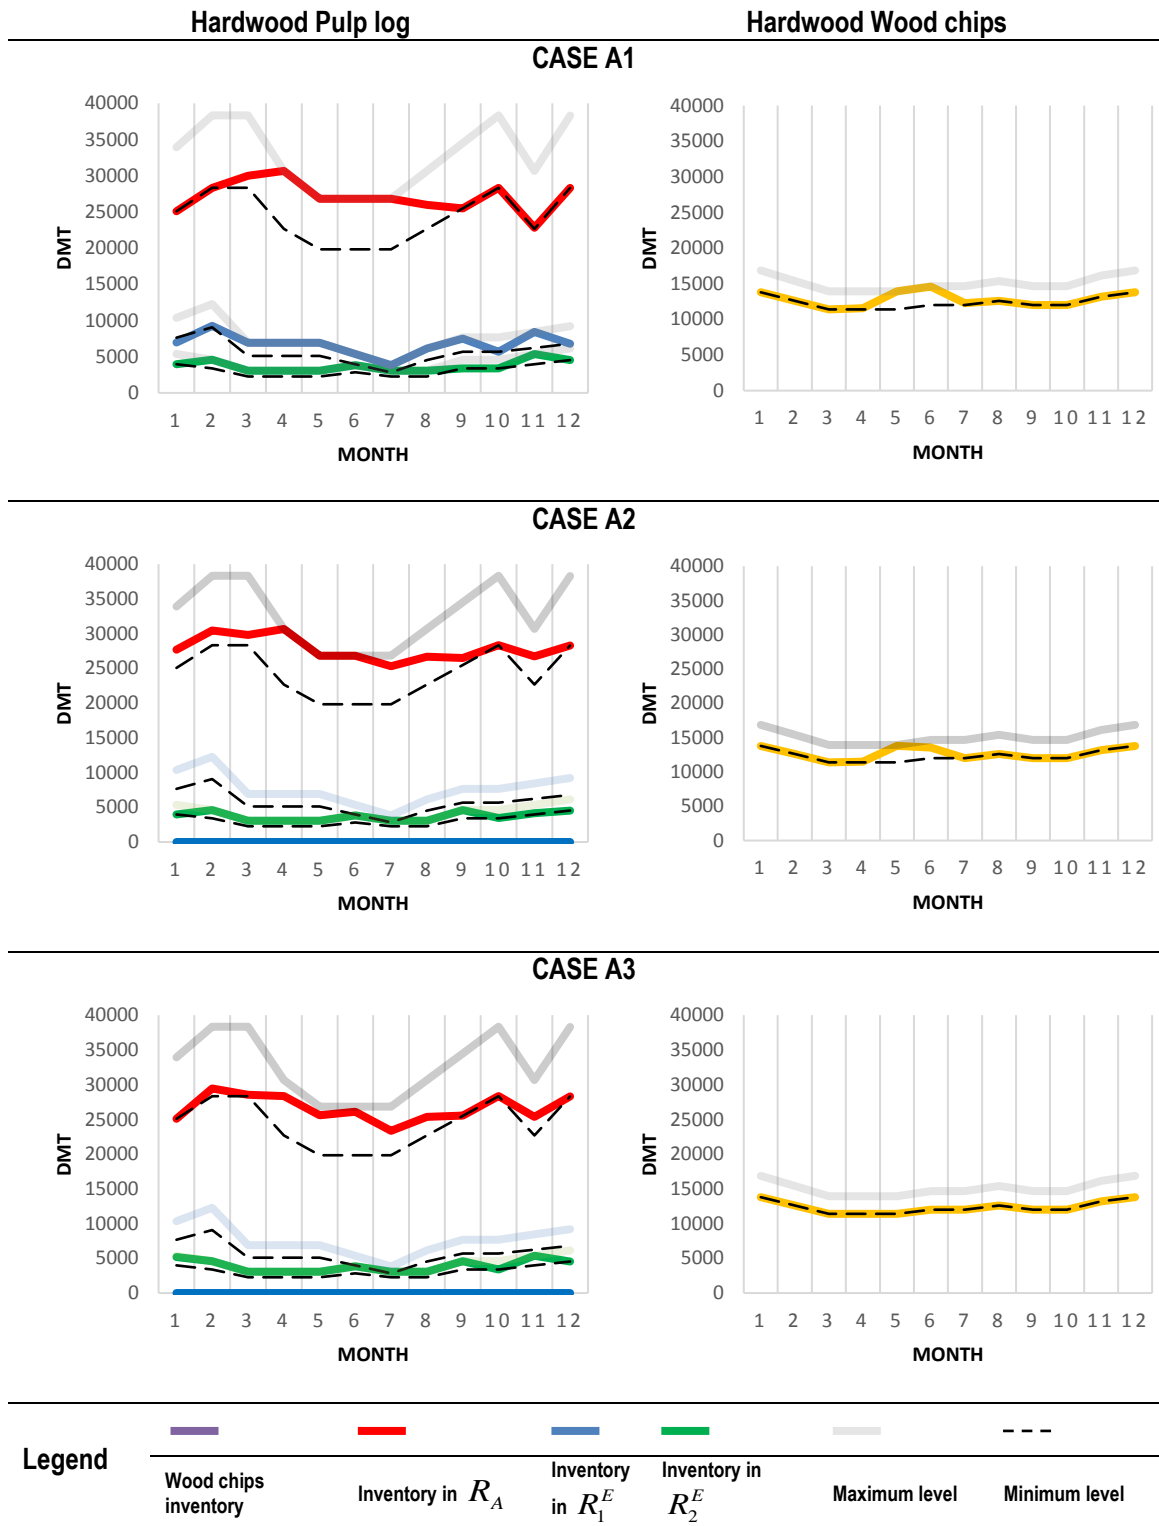 Hardwood Pulp log Hardwood Wood chips
CASE A1
40000
35000
30000
25000
20000
15000
10000
5000
0
DMT
1 2 3 4 5 6 7 8 9 10 11 12
MONTH
40000
35000
30000
25000
20000
15000
10000
5000
0
DMT
1 2 3 4 5 6 7 8 9 10 11 12
MONTH
CASE A2
40000
35000
30000
25000
20000
15000
10000
5000
0
DMT
1 2 3 4 5 6 7 8 9 10 11 12
MONTH
40000
35000
30000
25000
20000
15000
10000
5000
0
DMT
1 2 3 4 5 6 7 8 9 10 11 12
MONTH
CASE A3
40000
35000
30000
25000
20000
15000
10000
5000
0
DMT
1 2 3 4 5 6 7 8 9 10 11 12
MONTH
40000
35000
30000
25000
20000
15000
10000
5000
0
DMT
1 2 3 4 5 6 7 8 9 10 11 12
MONTH
Legend
Wood chips
inventory
Inventory in R_A
Inventory
in R_1^E
Inventory in
R_2^E
Maximum level
Minimum level